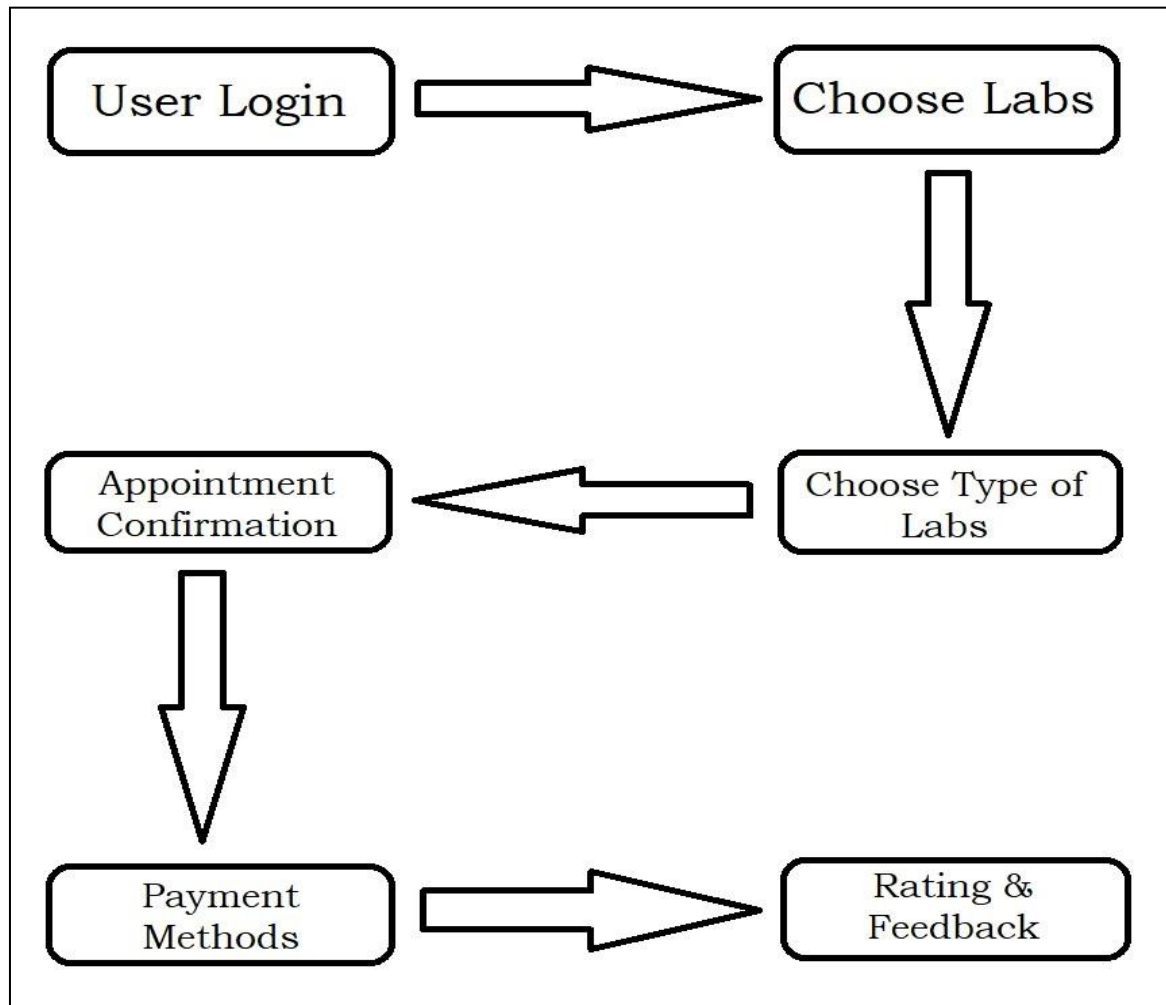 User Login
Choose Labs
Choose Type of
Labs
Appointment
Confirmation
Payment
Methods
Rating &
Feedback